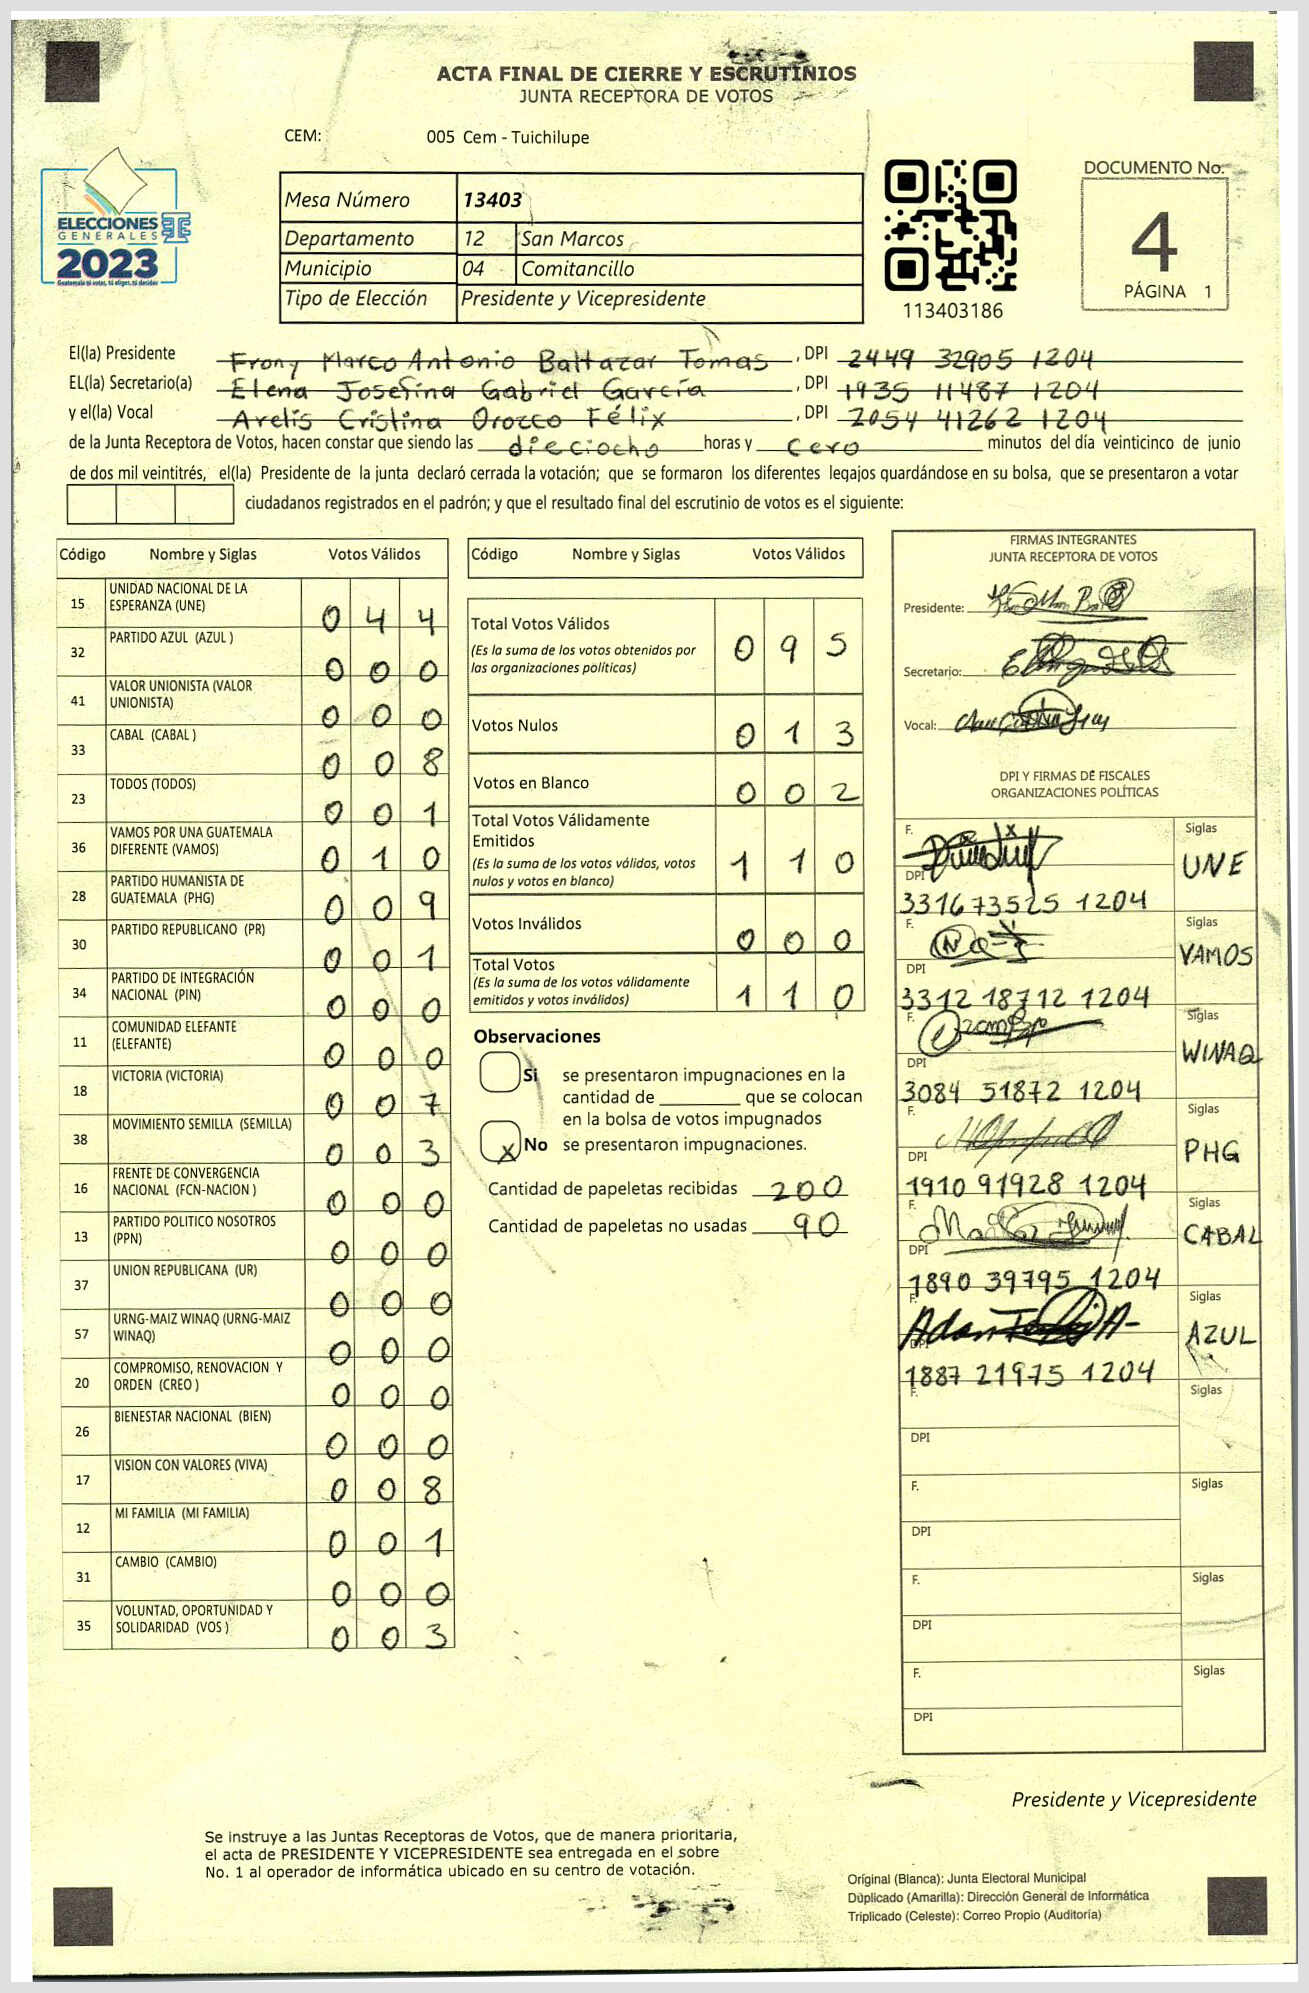 ACTA FINAL DE CIERRE Y ESCRUTINIOS
JUNTA RECEPTORA DE VOTOS
CEM: 005 Cem - Tuichilupe
ELECCIONES
GENERALES
2023
Guatemala tú votas, tú eliges, tú decides
Mesa Número 13403
Departamento 12 San Marcos
Municipio 04 Comitancillo
Tipo de Elección Presidente y Vicepresidente
113403186
DOCUMENTO No.
4
PÁGINA 1
El(la) Presidente Frony Marco Antonio Baltazar Tomas, DPI 2449 32905 1204
EL(la) Secretario(a) Elena Josefina Gabriel García, DPI 1935 11487 1204
y el(la) Vocal Arelis Cristina Orozco Félix, DPI 2054 41262 1204
de la Junta Receptora de Votos, hacen constar que siendo las dieciocho horas y cero minutos del día veinticinco de junio
de dos mil veintitrés, el(la) Presidente de la junta declaró cerrada la votación; que se formaron los diferentes legajos quardándose en su bolsa, que se presentaron a votar
ciudadanos registrados en el padrón; y que el resultado final del escrutinio de votos es el siguiente:
Código Nombre y Siglas Votos Válidos
15 UNIDAD NACIONAL DE LA
ESPERANZA (UNE) 0 4 4
32 PARTIDO AZUL (AZUL ) 0 0 0
41 VALOR UNIONISTA (VALOR
UNIONISTA) 0 0 0
33 CABAL (CABAL ) 0 0 8
23 TODOS (TODOS) 0 0 1
36 VAMOS POR UNA GUATEMALA
DIFERENTE (VAMOS) 0 1 0
28 PARTIDO HUMANISTA DE
GUATEMALA (PHG) 0 0 9
30 PARTIDO REPUBLICANO (PR) 0 0 1
34 PARTIDO DE INTEGRACIÓN
NACIONAL (PIN) 0 0 0
11 COMUNIDAD ELEFANTE
(ELEFANTE) 0 0 0
18 VICTORIA (VICTORIA) 0 0 7
38 MOVIMIENTO SEMILLA (SEMILLA) 0 0 3
16 FRENTE DE CONVERGENCIA
NACIONAL (FCN-NACION ) 0 0 0
13 PARTIDO POLITICO NOSOTROS
(PPN) 0 0 0
37 UNION REPUBLICANA (UR) 0 0 0
57 URNG-MAIZ WINAQ (URNG-MAIZ
WINAQ) 0 0 0
20 COMPROMISO, RENOVACION Y
ORDEN (CREO ) 0 0 0
26 BIENESTAR NACIONAL (BIEN) 0 0 0
17 VISION CON VALORES (VIVA) 0 0 8
12 MI FAMILIA (MI FAMILIA) 0 0 1
31 CAMBIO (CAMBIO) 0 0 0
35 VOLUNTAD, OPORTUNIDAD Y
SOLIDARIDAD (VOS ) 0 0 3
Código Nombre y Siglas Votos Válidos
Total Votos Válidos
(Es la suma de los votos obtenidos por
las organizaciones políticas) 0 9 5
Votos Nulos 0 1 3
Votos en Blanco 0 0 2
Total Votos Válidamente
Emitidos
(Es la suma de los votos válidos, votos
nulos y votos en blanco) 1 1 0
Votos Inválidos 0 0 0
Total Votos
(Es la suma de los votos válidamente
emitidos y votos inválidos) 1 1 0
Observaciones
Si se presentaron impugnaciones en la
cantidad de ________ que se colocan
en la bolsa de votos impugnados
x No se presentaron impugnaciones.
Cantidad de papeletas recibidas 200
Cantidad de papeletas no usadas 90
FIRMAS INTEGRANTES
JUNTA RECEPTORA DE VOTOS
Presidente:
Secretario:
Vocal:
DPI Y FIRMAS DE FISCALES
ORGANIZACIONES POLÍTICAS
F. Siglas
UNE
DPI
331673525 1204
F. Siglas
VAMOS
DPI
3312 18712 1204
F. Siglas
WINAQ
DPI
3084 51872 1204
F. Siglas
PHG
DPI
1910 91928 1204
F. Siglas
CABAL
DPI
1890 39795 1204
F. Siglas
AZUL
DPI
1887 21975 1204
F. Siglas
DPI
F. Siglas
DPI
F. Siglas
DPI
F. Siglas
DPI
Presidente y Vicepresidente
Se instruye a las Juntas Receptoras de Votos, que de manera prioritaria,
el acta de PRESIDENTE Y VICEPRESIDENTE sea entregada en el sobre
No. 1 al operador de informática ubicado en su centro de votación.
Original (Blanca): Junta Electoral Municipal
Duplicado (Amarilla): Dirección General de Informática
Triplicado (Celeste): Correo Propio (Auditoría)